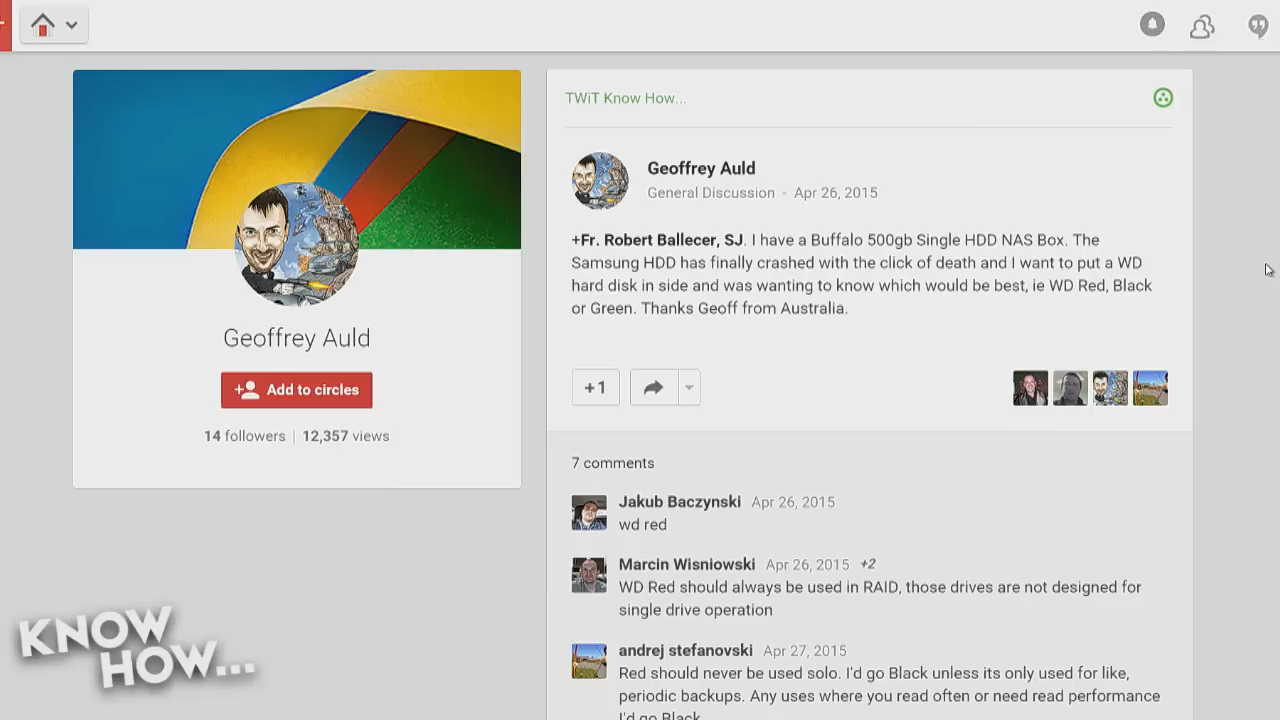 Geoffrey Auld
Add to circles
14 followers | 12,357 views
TWiT Know How...
Geoffrey Auld
General Discussion - Apr 26, 2015
+Fr. Robert Ballecer, SJ. I have a Buffalo 500gb Single HDD NAS Box. The
Samsung HDD has finally crashed with the click of death and I want to put a WD
hard disk in side and was wanting to know which would be best, ie WD Red, Black
or Green. Thanks Geoff from Australia.
+1
7 comments
Jakub Baczynski Apr 26, 2015
wd red
Marcin Wisniowski Apr 26, 2015 +2
WD Red should always be used in RAID, those drives are not designed for
single drive operation
andrej stefanovski Apr 27, 2015
Red should never be used solo. I'd go Black unless its only used for like,
periodic backups. Any uses where you read often or need read performance
I'd go Black
KNOW
HOW...